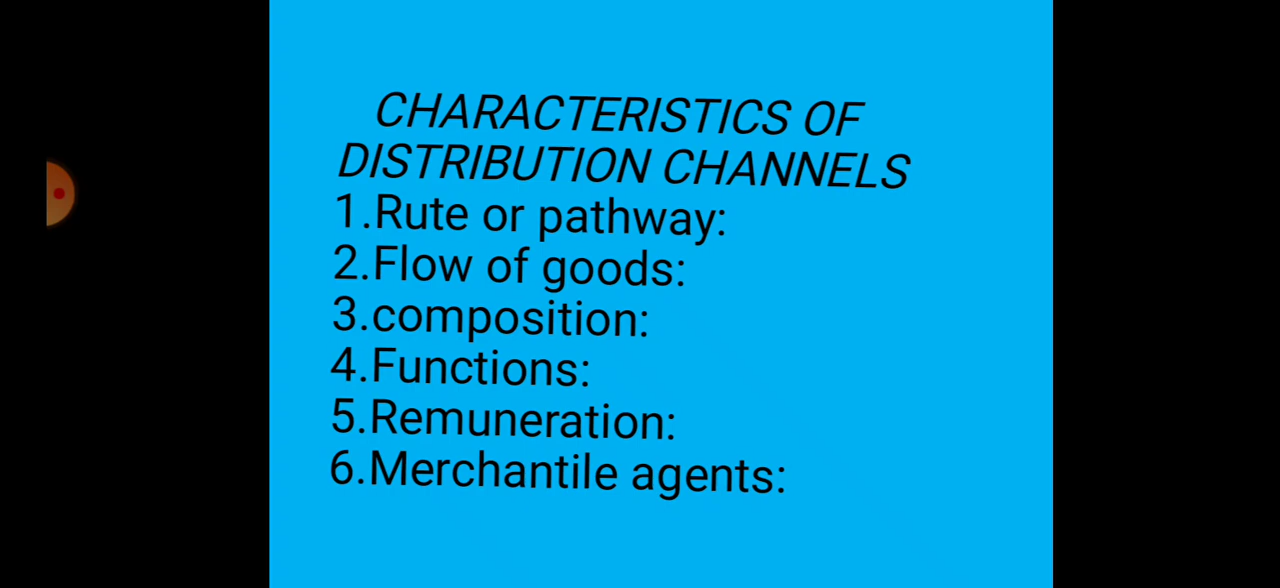 CHARACTERISTICS OF
DISTRIBUTION CHANNELS
1.Rute or pathway:
2.Flow of goods:
3.composition:
4.Functions:
5.Remuneration:
6.Merchantile agents: